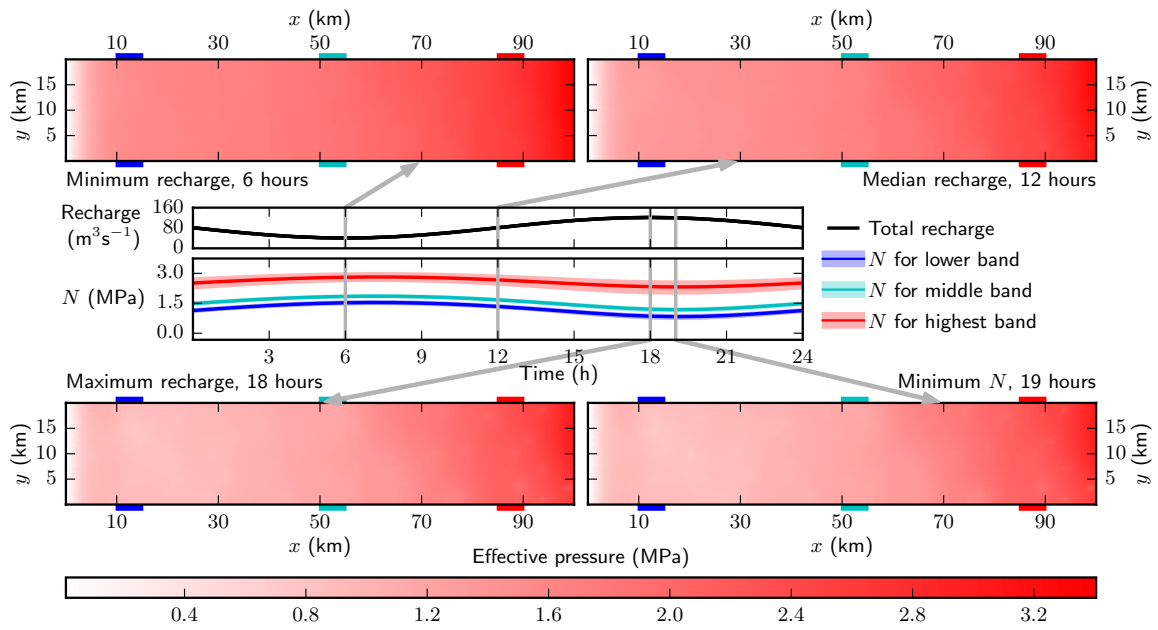 x (km) x (km)
10 30 50 70 90 10 30 50 70 90
y (km) 15 10 5 15 10 5 y (km)
Minimum recharge, 6 hours Median recharge, 12 hours
Recharge (m³s⁻¹) 160 80 0
Total recharge
N for lower band
N for middle band
N for highest band
N (MPa) 3.0 1.5 0.0
3 6 9 12 15 18 21 24
Time (h)
Maximum recharge, 18 hours Minimum N, 19 hours
y (km) 15 10 5 15 10 5 y (km)
10 30 50 70 90 10 30 50 70 90
x (km) x (km)
Effective pressure (MPa)
0.4 0.8 1.2 1.6 2.0 2.4 2.8 3.2